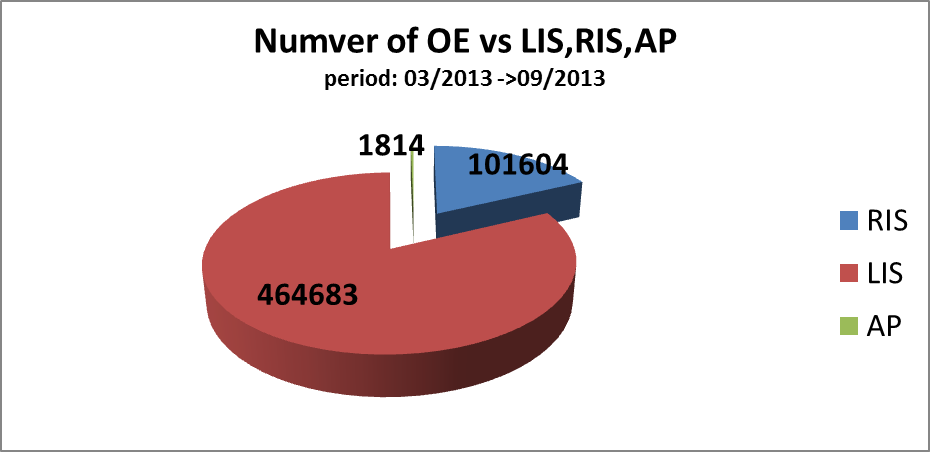 Numver of OE vs LIS,RIS,AP
period: 03/2013 ->09/2013
1814
101604
464683
RIS
LIS
AP